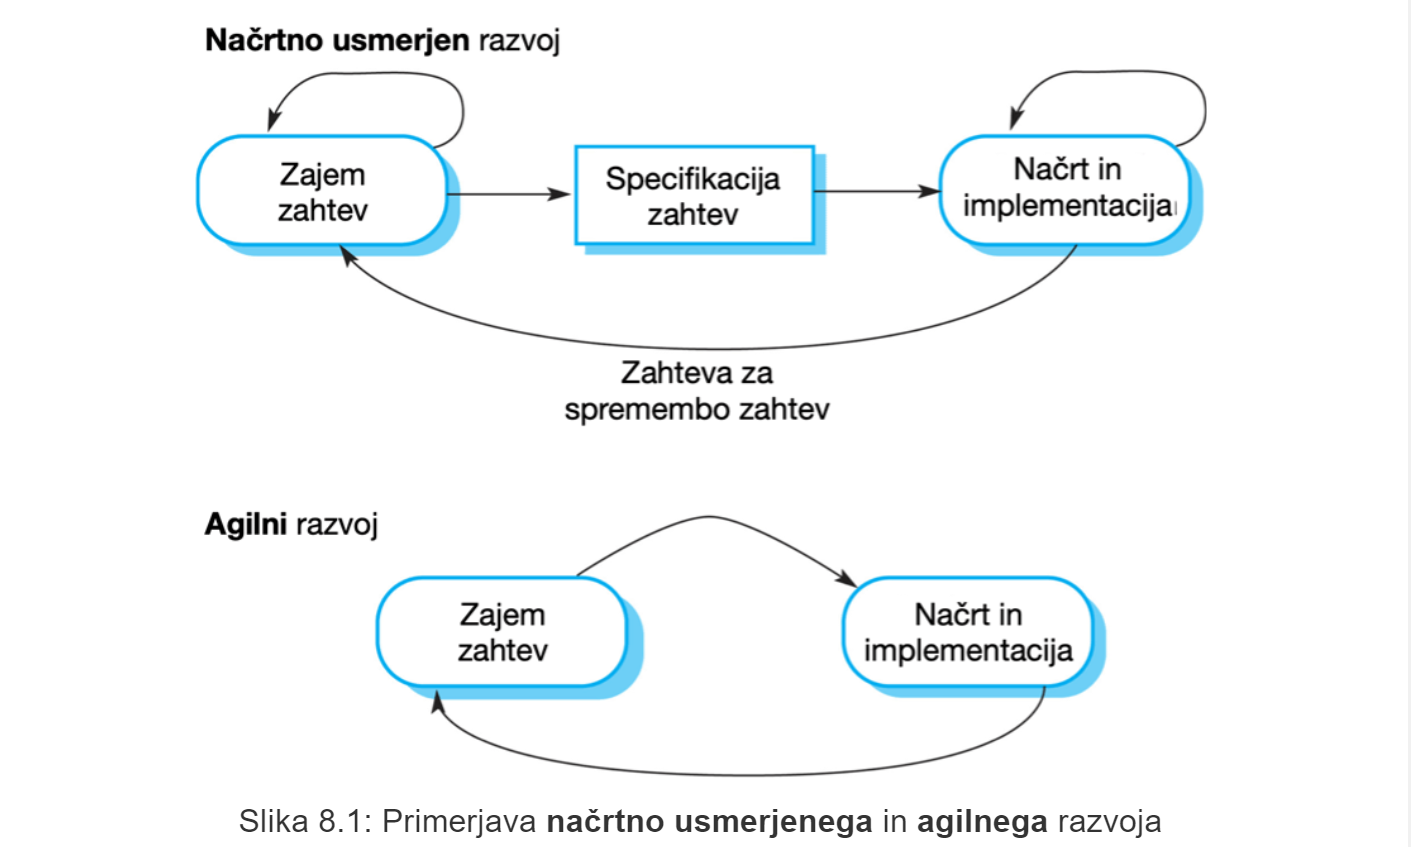 Načrtno usmerjen razvoj
Zajem
zahtev
Specifikacija
zahtev
Načrt in
implementacija
Zahteva za
spremembo zahtev
Agilni razvoj
Zajem
zahtev
Načrt in
implementacija
Slika 8.1: Primerjava načrtno usmerjenega in agilnega razvoja